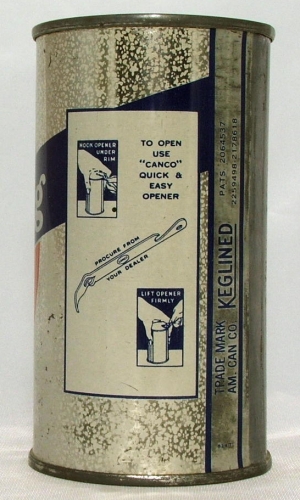 HOOK OPENER
UNDER
RIM
TO OPEN
USE
"CANCO"
QUICK &
EASY
OPENER
PROCURE FROM
YOUR DEALER
LIFT OPENER
FIRMLY
TRADE MARK KEGLINED
AM. CAN CO.
PATS. 2064537
2259498 2178618